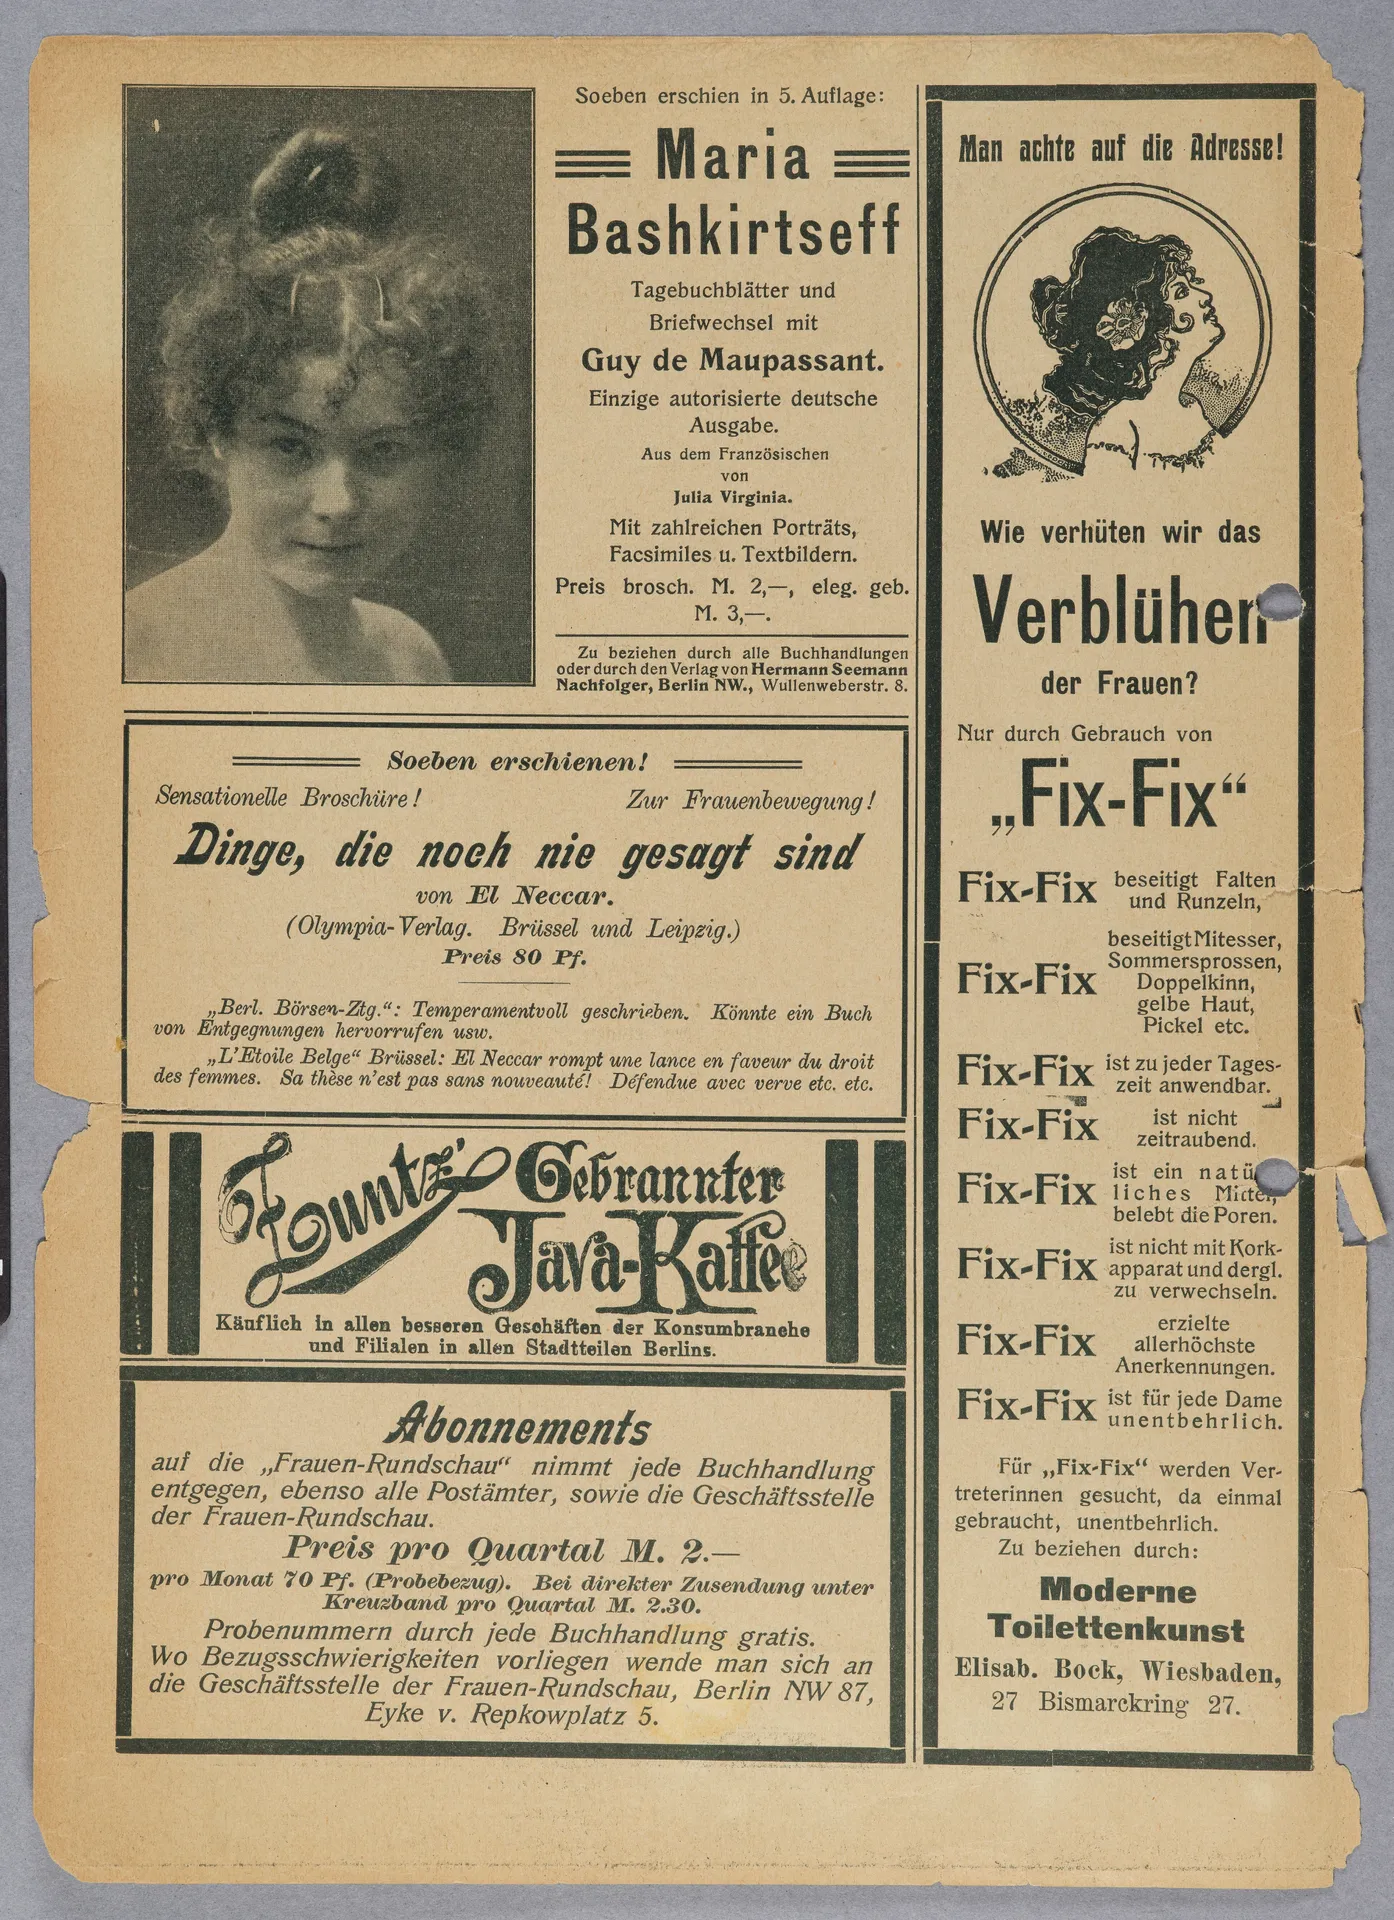 Soeben erschien in 5. Auflage:
Maria
Bashkirtseff
Tagebuchblätter und
Briefwechsel mit
Guy de Maupassant.
Einzige autorisierte deutsche
Ausgabe.
Aus dem Französischen
von
Julia Virginia.
Mit zahlreichen Porträts,
Facsimiles u. Textbildern.
Preis brosch. M. 2,—, eleg. geb.
M. 3,—.
Zu beziehen durch alle Buchhandlungen
oder durch den Verlag von Hermann Seemann
Nachfolger, Berlin NW., Wullenweberstr. 8.
Soeben erschienen!
Sensationelle Broschüre! Zur Frauenbewegung!
Dinge, die noch nie gesagt sind
von El Neccar.
(Olympia-Verlag. Brüssel und Leipzig.)
Preis 80 Pf.
„Berl. Börsen-Ztg.“: Temperamentvoll geschrieben. Könnte ein Buch
von Entgegnungen hervorrufen usw.
„L'Etoile Belge“ Brüssel: El Neccar rompt une lance en faveur du droit
des femmes. Sa thèse n'est pas sans nouveauté! Défendue avec verve etc. etc.
Zuntz' Gebrannter
Java-Kaffee
Käuflich in allen besseren Geschäften der Konsumbranche
und Filialen in allen Stadtteilen Berlins.
Abonnements
auf die „Frauen-Rundschau“ nimmt jede Buchhandlung
entgegen, ebenso alle Postämter, sowie die Geschäftsstelle
der Frauen-Rundschau.
Preis pro Quartal M. 2.—
pro Monat 70 Pf. (Probebezug). Bei direkter Zusendung unter
Kreuzband pro Quartal M. 2.30.
Probenummern durch jede Buchhandlung gratis.
Wo Bezugsschwierigkeiten vorliegen wende man sich an
die Geschäftsstelle der Frauen-Rundschau, Berlin NW 87,
Eyke v. Repkowplatz 5.
Man achte auf die Adresse!
Wie verhüten wir das
Verblühen
der Frauen?
Nur durch Gebrauch von
„Fix-Fix“
Fix-Fix beseitigt Falten
und Runzeln,
beseitigt Mitesser,
Sommersprossen,
Fix-Fix Doppelkinn,
gelbe Haut,
Pickel etc.
Fix-Fix ist zu jeder Tages-
zeit anwendbar.
Fix-Fix ist nicht
zeitraubend.
ist ein natür-
Fix-Fix liches Mittel,
belebt die Poren.
ist nicht mit Kork-
Fix-Fix apparat und dergl.
zu verwechseln.
erzielte
Fix-Fix allerhöchste
Anerkennungen.
Fix-Fix ist für jede Dame
unentbehrlich.
Für „Fix-Fix“ werden Ver-
treterinnen gesucht, da einmal
gebraucht, unentbehrlich.
Zu beziehen durch:
Moderne
Toilettenkunst
Elisab. Bock, Wiesbaden,
27 Bismarckring 27.